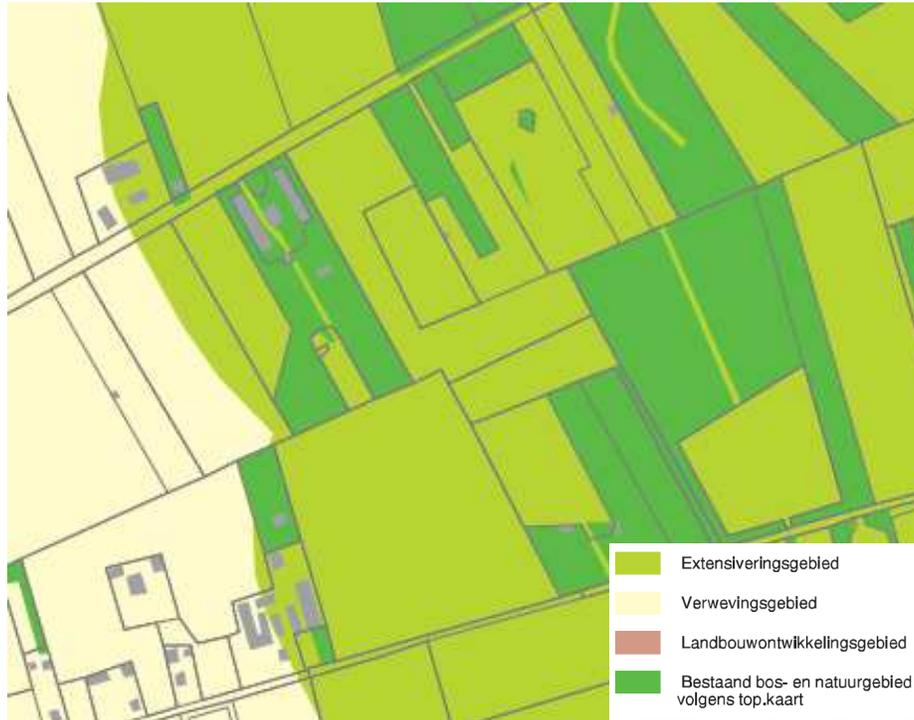 Extensiveringsgebied
Verwevingsgebied
Landbouwontwikkelingsgebied
Bestaand bos- en natuurgebied
volgens top.kaart